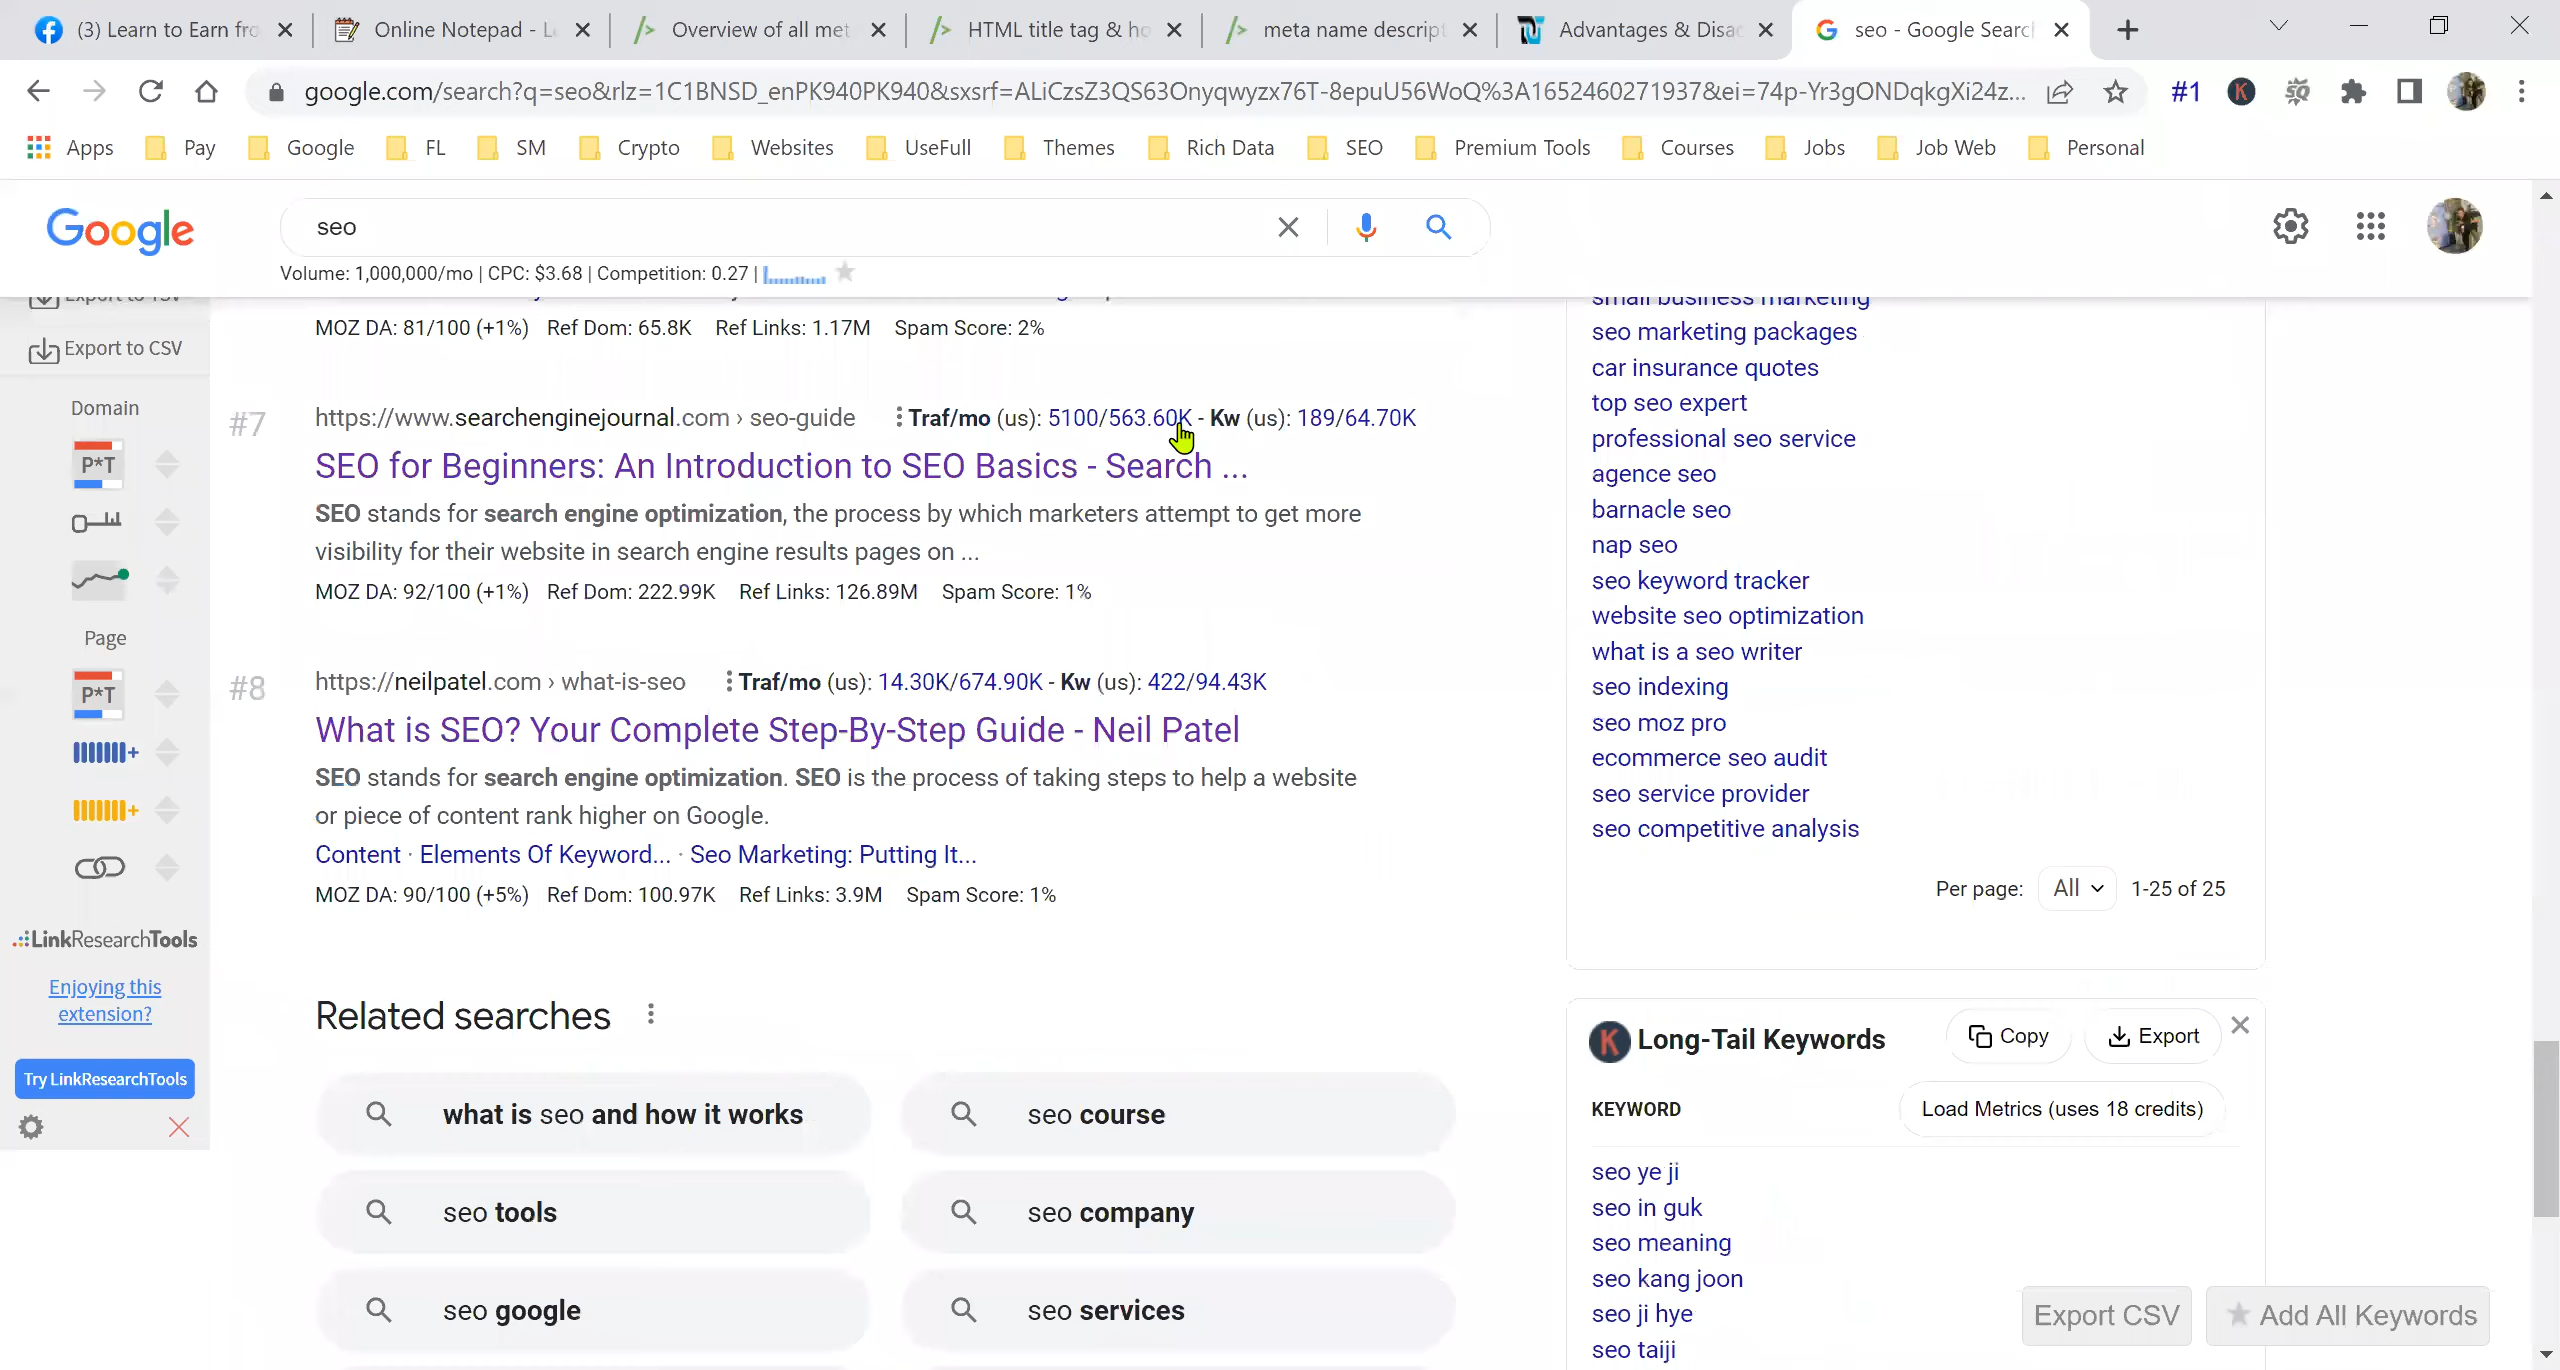 (3) Learn to Earn fro
Online Notepad - L
Overview of all met
HTML title tag & ho
meta name descript
Advantages & Disa
seo - Google Search
google.com/search?q=seo&rlz=1C1BNSD_enPK940PK940&sxsrf=ALiCzsZ3QS63Onyqwyzx76T-8epuU56WoQ%3A1652460271937&ei=74p-Yr3gONDqkgXi24z...
#1
Apps
Pay
Google
FL
SM
Crypto
Websites
UseFull
Themes
Rich Data
SEO
Premium Tools
Courses
Jobs
Job Web
Personal
Google
seo
Volume: 1,000,000/mo | CPC: $3.68 | Competition: 0.27 |
Export to CSV
Domain
P*T
Page
P*T
LinkResearchTools
Enjoying this
extension?
Try LinkResearchTools
MOZ DA: 81/100 (+1%) Ref Dom: 65.8K Ref Links: 1.17M Spam Score: 2%
#7
https://www.searchenginejournal.com › seo-guide
Traf/mo (us): 5100/563.60K - Kw (us): 189/64.70K
SEO for Beginners: An Introduction to SEO Basics - Search ...
SEO stands for search engine optimization, the process by which marketers attempt to get more
visibility for their website in search engine results pages on ...
MOZ DA: 92/100 (+1%) Ref Dom: 222.99K Ref Links: 126.89M Spam Score: 1%
#8
https://neilpatel.com › what-is-seo
Traf/mo (us): 14.30K/674.90K - Kw (us): 422/94.43K
What is SEO? Your Complete Step-By-Step Guide - Neil Patel
SEO stands for search engine optimization. SEO is the process of taking steps to help a website
or piece of content rank higher on Google.
Content · Elements Of Keyword... · Seo Marketing: Putting It...
MOZ DA: 90/100 (+5%) Ref Dom: 100.97K Ref Links: 3.9M Spam Score: 1%
Related searches
what is seo and how it works
seo course
seo tools
seo company
seo google
seo services
small business marketing
seo marketing packages
car insurance quotes
top seo expert
professional seo service
agence seo
barnacle seo
nap seo
seo keyword tracker
website seo optimization
what is a seo writer
seo indexing
seo moz pro
ecommerce seo audit
seo service provider
seo competitive analysis
Per page: All 1-25 of 25
K Long-Tail Keywords
Copy
Export
KEYWORD
Load Metrics (uses 18 credits)
seo ye ji
seo in guk
seo meaning
seo kang joon
seo ji hye
seo taiji
Export CSV
Add All Keywords